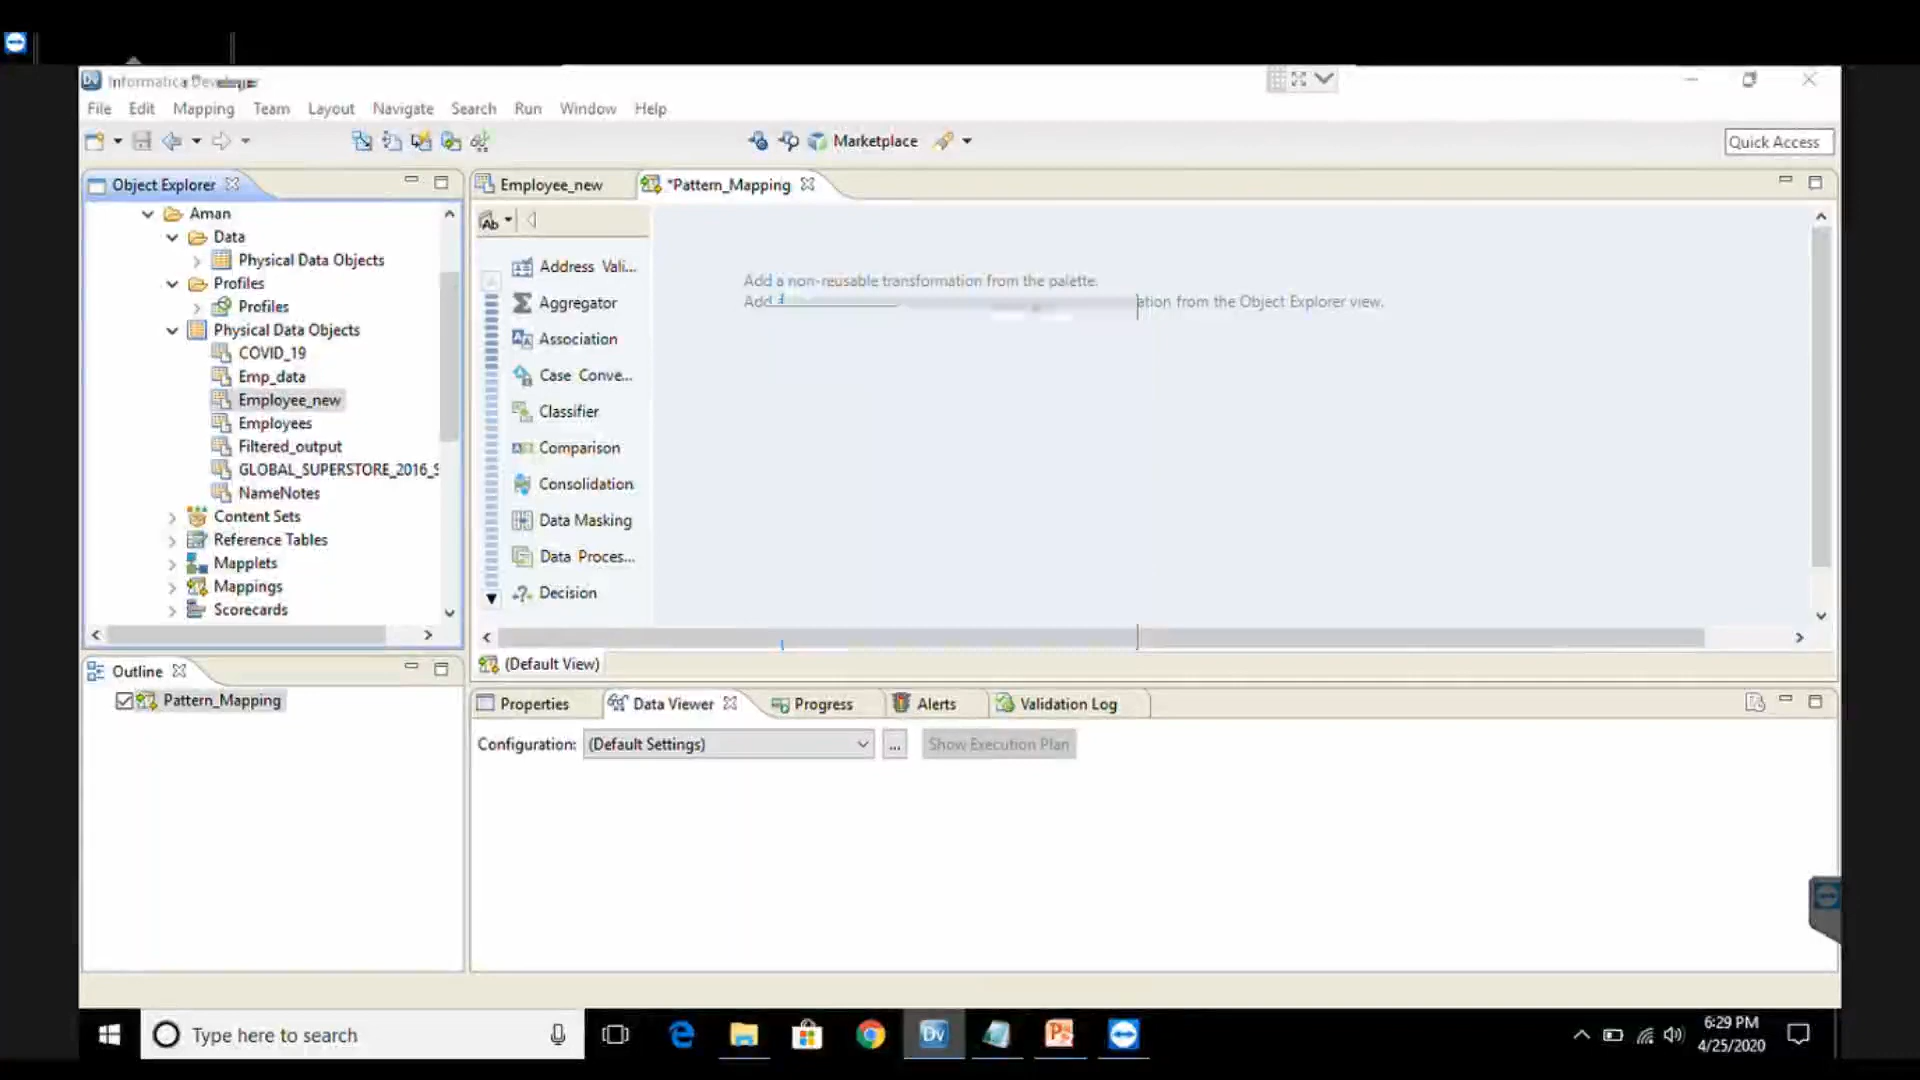 Informatica Developer
File Edit Mapping Team Layout Navigate Search Run Window Help
Marketplace
Quick Access
Object Explorer
Employee_new
*Pattern_Mapping
Aman
Data
Physical Data Objects
Profiles
Profiles
Physical Data Objects
COVID_19
Emp_data
Employee_new
Employees
Filtered_output
GLOBAL_SUPERSTORE_2016_S
NameNotes
Content Sets
Reference Tables
Mapplets
Mappings
Scorecards
Ab
Address Vali...
Aggregator
Association
Case Conve...
Classifier
Comparison
Consolidation
Data Masking
Data Proces...
Decision
Add a non-reusable transformation from the palette.
Add ation from the Object Explorer view.
(Default View)
Outline
Pattern_Mapping
Properties Data Viewer Progress Alerts Validation Log
Configuration: (Default Settings) ... Show Execution Plan
Type here to search
Dv
6:29 PM
4/25/2020